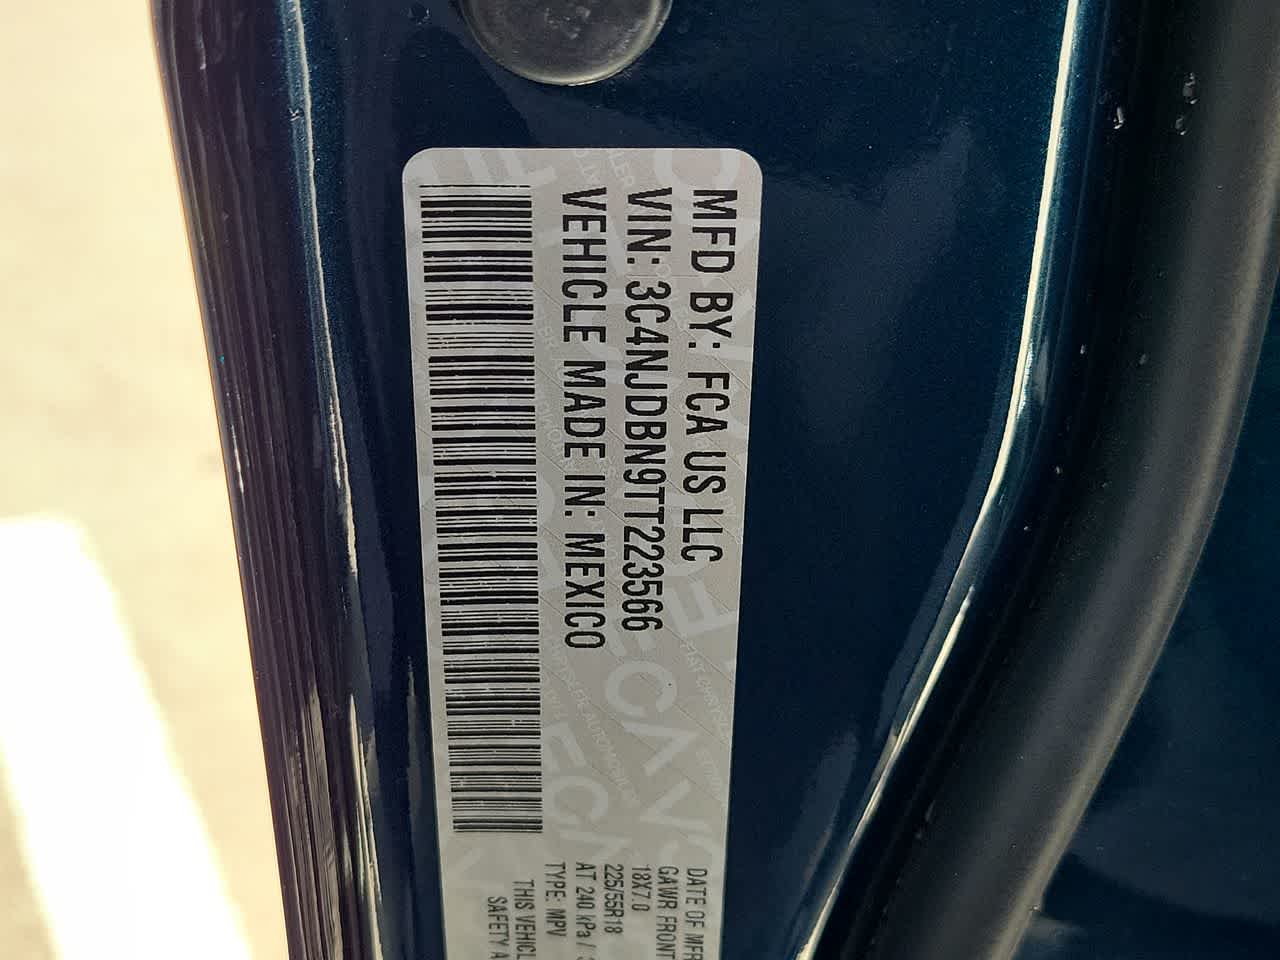 MFD BY: FCA US LLC
VIN: 3C4NJDBN9TT223566
VEHICLE MADE IN: MEXICO
DATE OF MFR
GAWR FRONT
18X7.0
225/55R18
AT 240 kPa /
TYPE: MPV
THIS VEHICL
SAFETY A